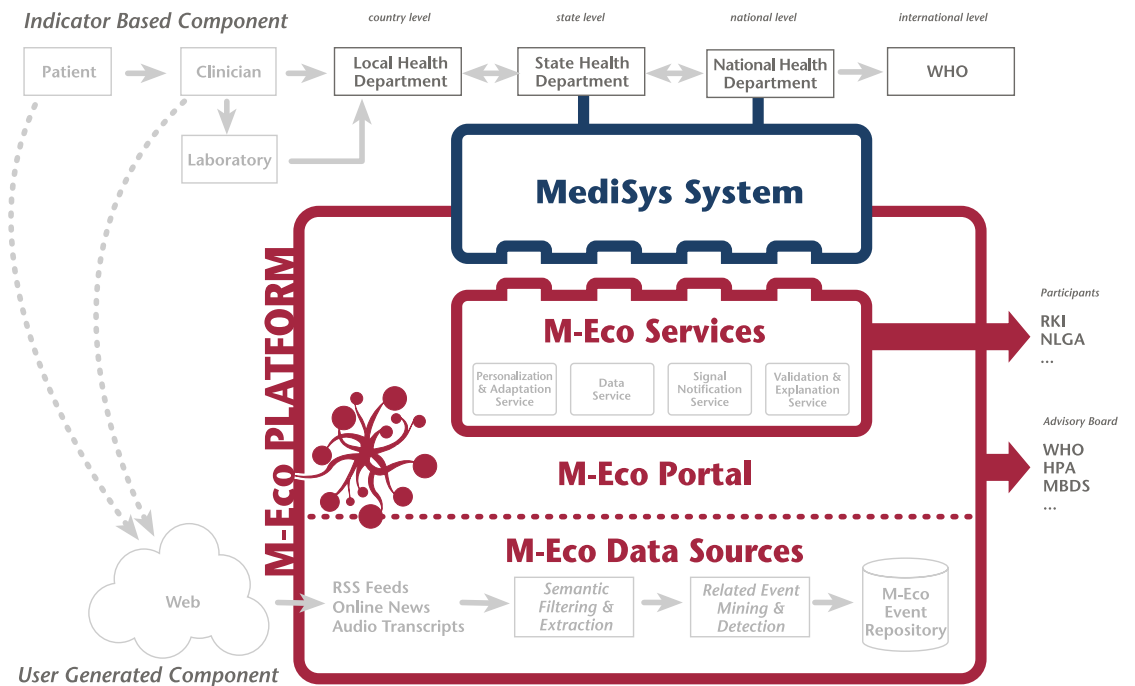 Indicator Based Component
country level
state level
national level
international level
Patient
Clinician
Local Health
Department
State Health
Department
National Health
Department
WHO
Laboratory
MediSys System
M-Eco PLATFORM
M-Eco Services
Personalization
& Adaptation
Service
Data
Service
Signal
Notification
Service
Validation &
Explanation
Service
Participants
RKI
NLGA
...
M-Eco Portal
Advisory Board
WHO
HPA
MBDS
...
M-Eco Data Sources
Web
RSS Feeds
Online News
Audio Transcripts
Semantic
Filtering &
Extraction
Related Event
Mining &
Detection
M-Eco
Event
Repository
User Generated Component